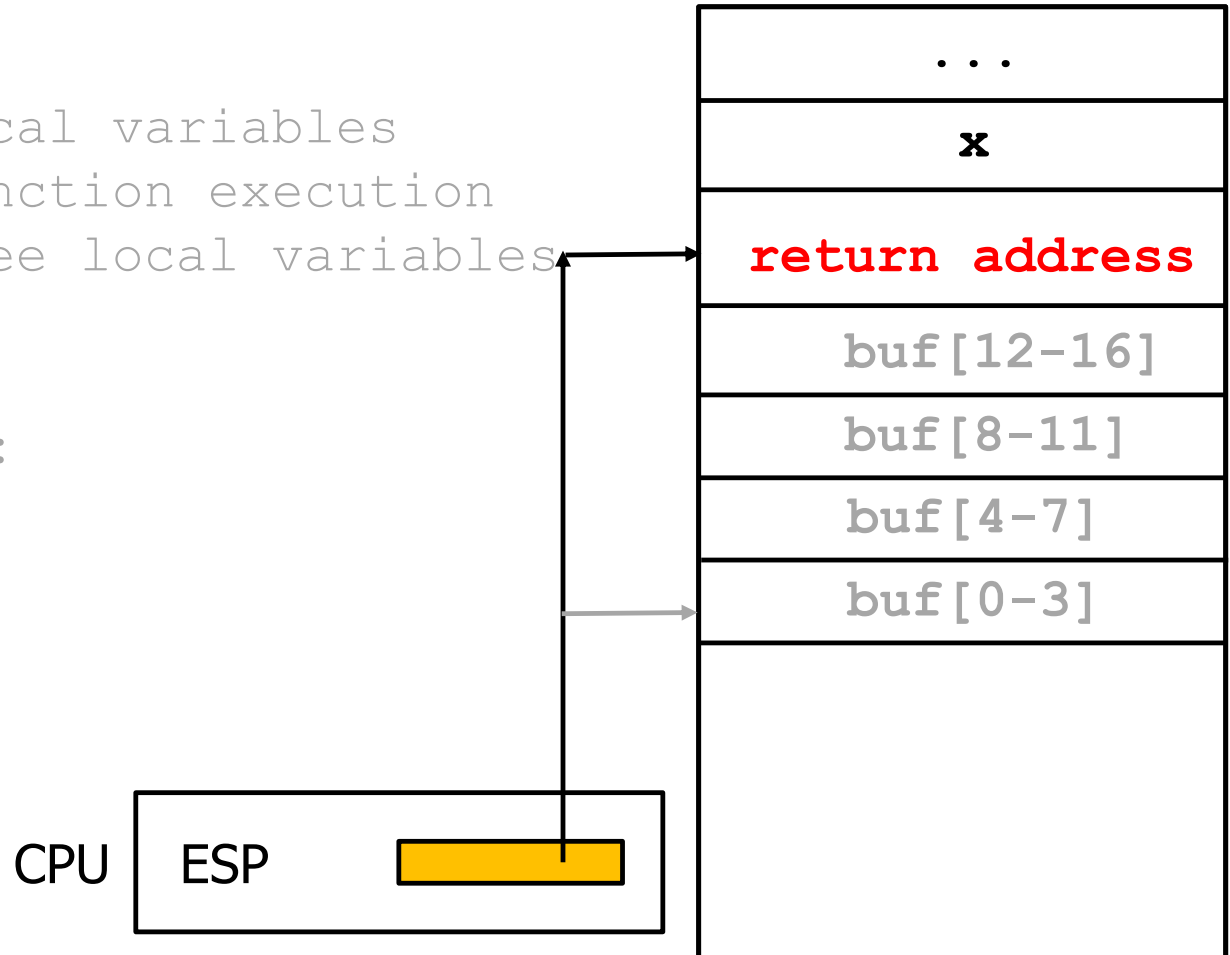 ...
cal variables
x
nction execution
ee local variables
return address
buf[12-16]
buf[8-11]
:
buf[4-7]
buf[0-3]
CPU
ESP